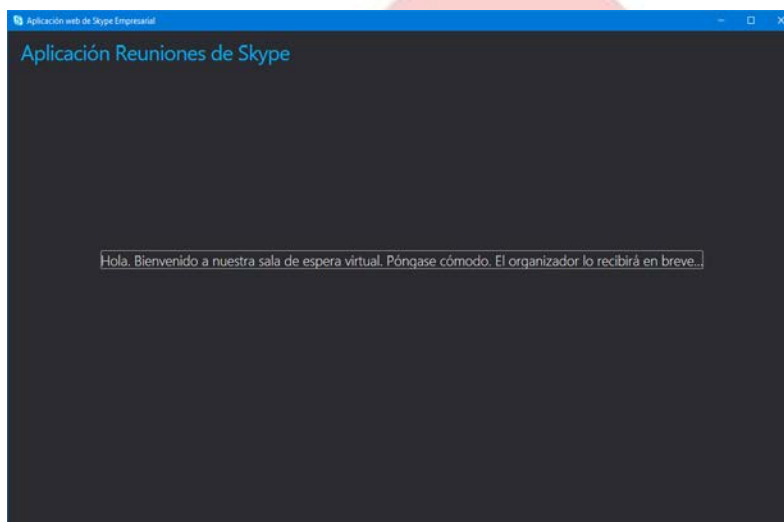 Aplicación web de Skype Empresarial
Aplicación Reuniones de Skype
Hola. Bienvenido a nuestra sala de espera virtual. Póngase cómodo. El organizador lo recibirá en breve...